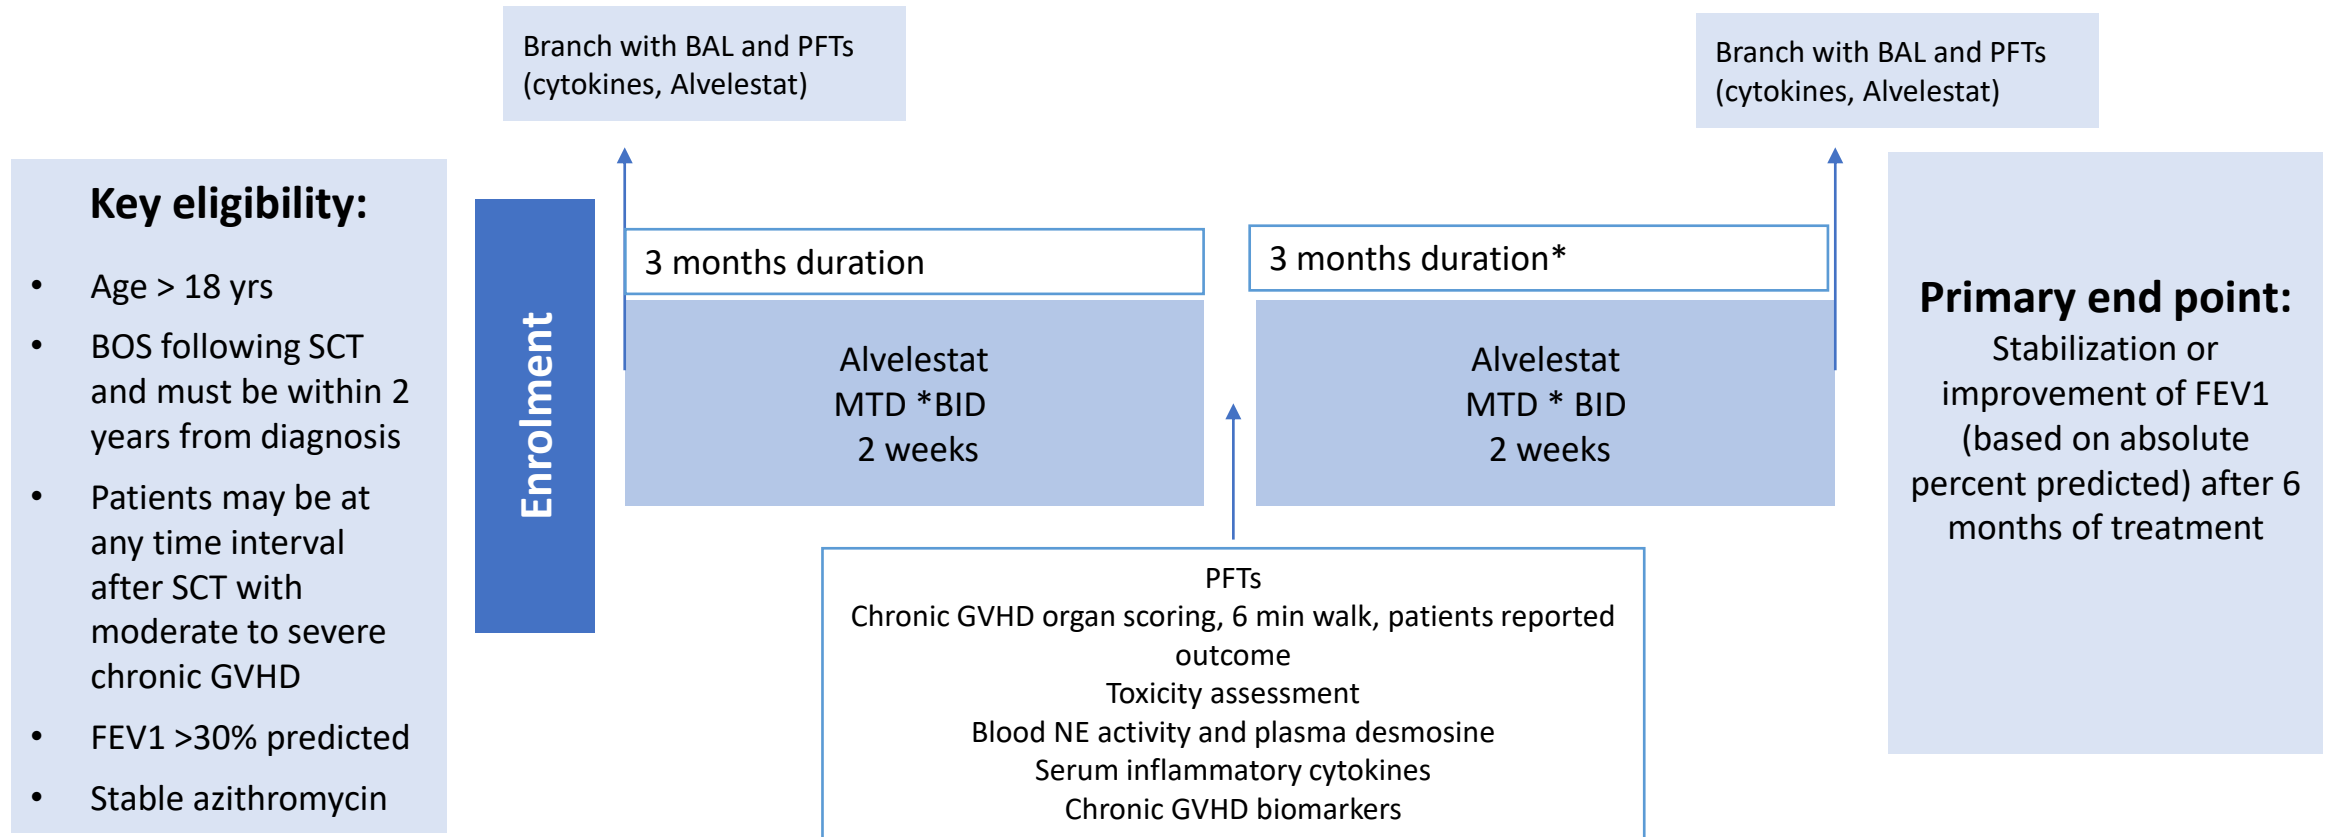 Branch with BAL and PFTs
(cytokines, Alvelestat)
Branch with BAL and PFTs
(cytokines, Alvelestat)
Key eligibility:
• Age > 18 yrs
• BOS following SCT
and must be within 2
years from diagnosis
• Patients may be at
any time interval
after SCT with
moderate to severe
chronic GVHD
• FEV1 >30% predicted
• Stable azithromycin
Enrolment
3 months duration
Alvelestat
MTD *BID
2 weeks
3 months duration*
Alvelestat
MTD * BID
2 weeks
PFTs
Chronic GVHD organ scoring, 6 min walk, patients reported
outcome
Toxicity assessment
Blood NE activity and plasma desmosine
Serum inflammatory cytokines
Chronic GVHD biomarkers
Primary end point:
Stabilization or
improvement of FEV1
(based on absolute
percent predicted) after 6
months of treatment